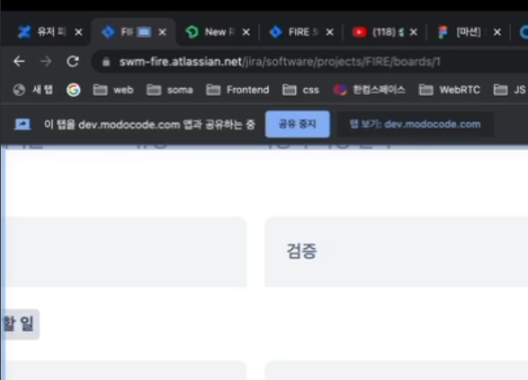 유저 피
FI
New F
FIRE S
(118)
[마션]
swm-fire.atlassian.net/jira/software/projects/FIRE/boards/1
새 탭
web
soma
Frontend
css
한컴스페이스
WebRTC
JS
이 탭을 dev.modocode.com 앱과 공유하는 중
공유 중지
탭 보기: dev.modocode.com
검증
할 일